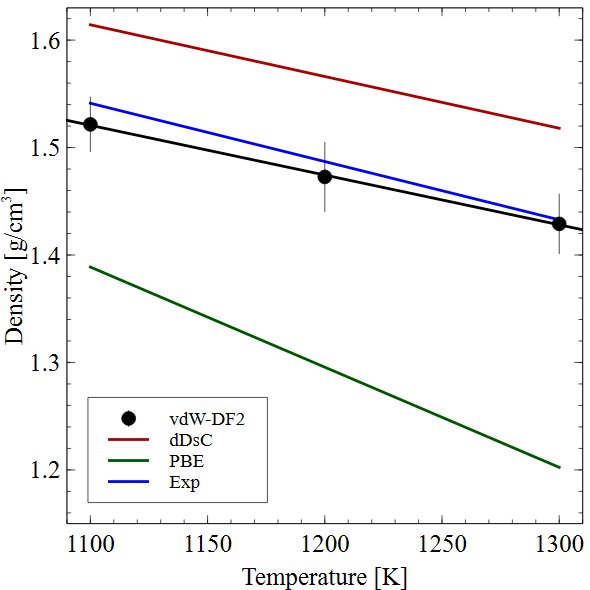 1.6
1.5
1.4
1.3
1.2
Density [g/cm³]
vdW-DF2
dDsC
PBE
Exp
1100 1150 1200 1250 1300
Temperature [K]